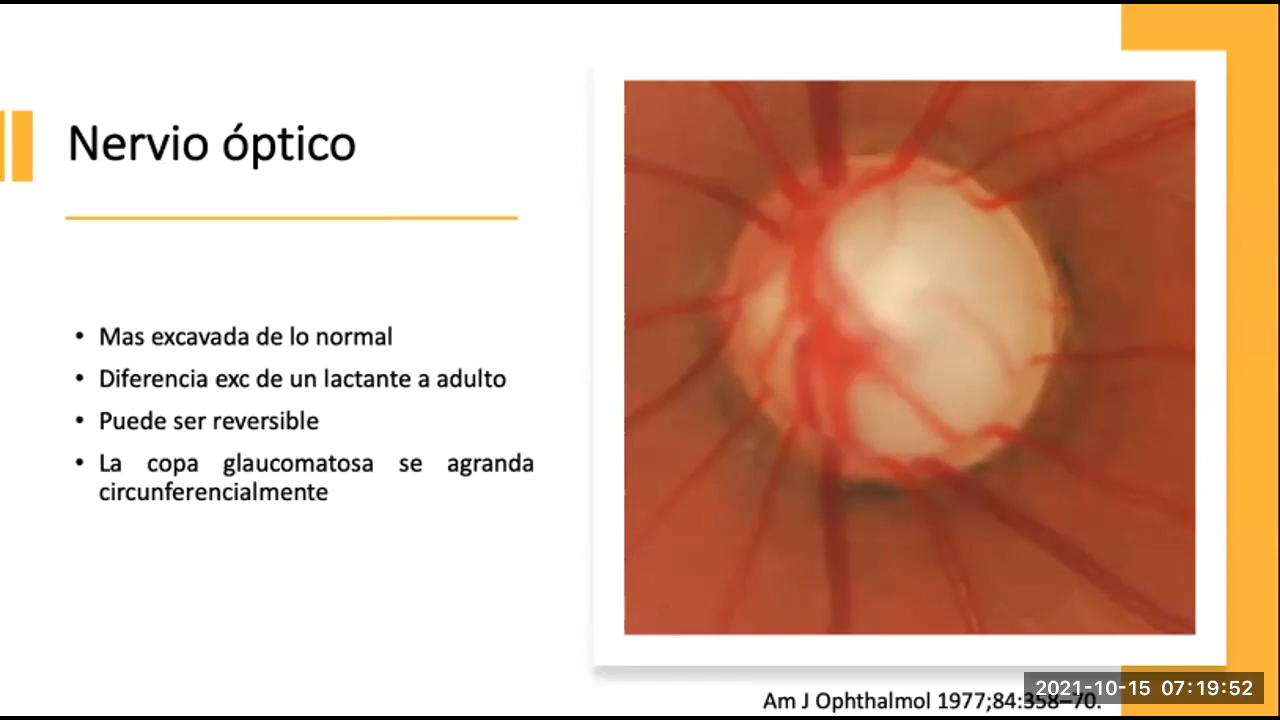 Nervio óptico
• Mas excavada de lo normal
• Diferencia exc de un lactante a adulto
• Puede ser reversible
• La copa glaucomatosa se agranda
circunferencialmente
Am J Ophthalmol 1977;84:358–70.
2021-10-15 07:19:52